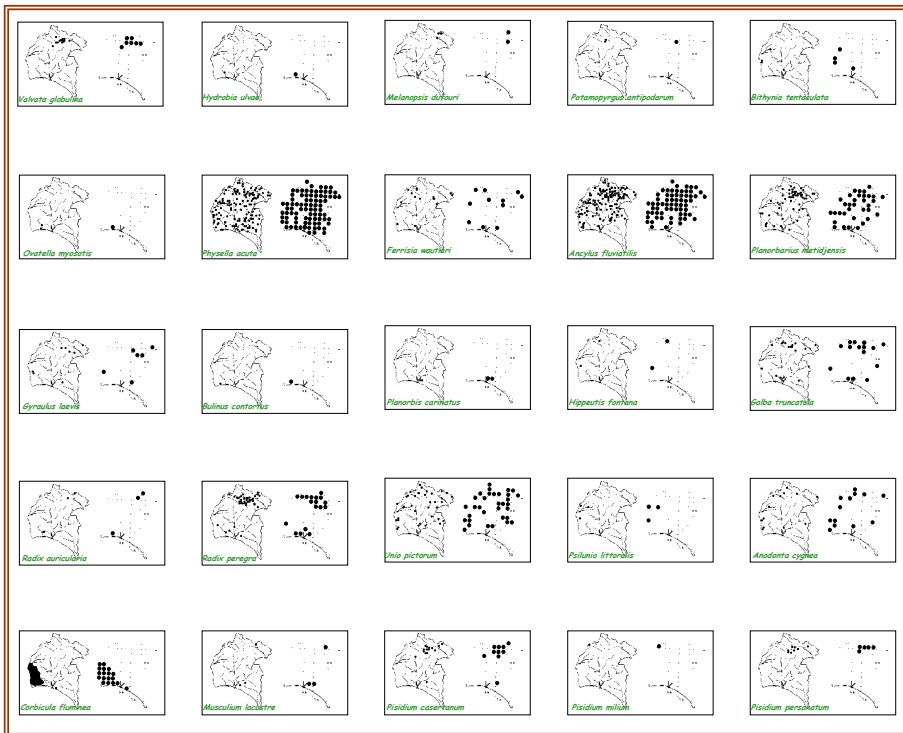 Valvata globulina
Hydrobia ulvae
Melanopsis dufouri
Potamopyrgus antipodarum
Bithynia tentaculata
Ovatella myosotis
Physella acuta
Ferrisia wautieri
Ancylus fluviatilis
Planorbarius metidjensis
Gyraulus laevis
Bulinus contortus
Planorbis carinatus
Hippeutis fontana
Galba truncatula
Radix auricularia
Radix peregra
Unio pictorum
Psilunio littoralis
Anodonta cygnea
Corbicula fluminea
Musculium lacustre
Pisidium casertanum
Pisidium milium
Pisidium personatum